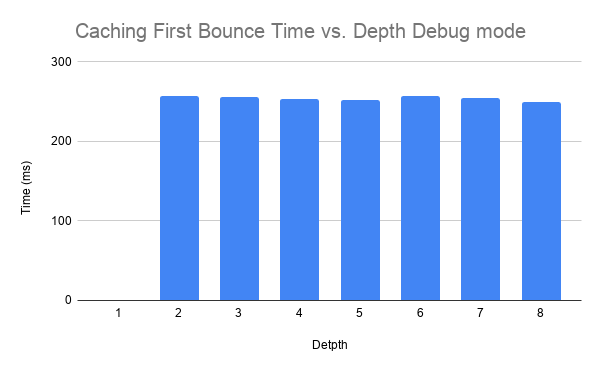 Caching First Bounce Time vs. Depth Debug mode
300
200
100
0
Time (ms)
1 2 3 4 5 6 7 8
Detpth